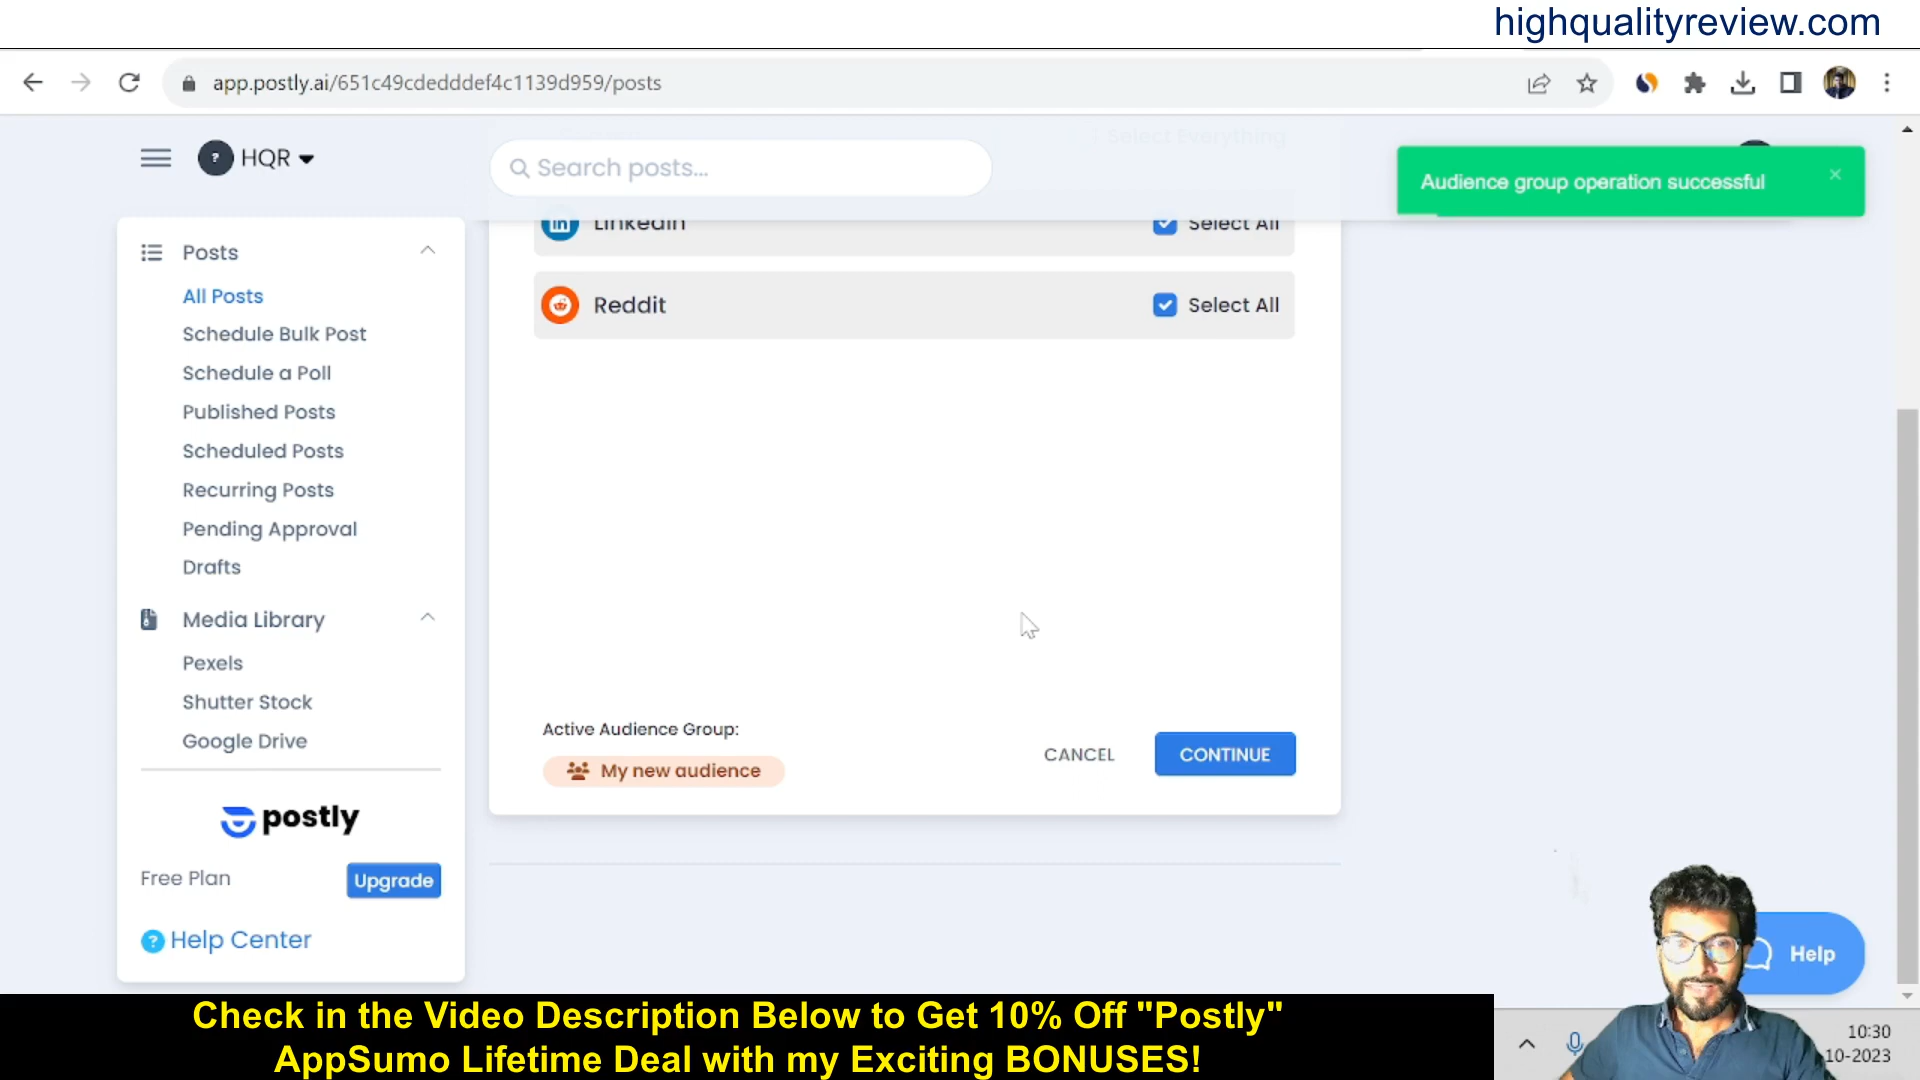 highqualityreview.com
app.postly.ai/651c49cdedddef4c1139d959/posts
HQR
Search posts...
Select Everything
Audience group operation successful
LinkedIn
Select All
Reddit
Select All
Posts
All Posts
Schedule Bulk Post
Schedule a Poll
Published Posts
Scheduled Posts
Recurring Posts
Pending Approval
Drafts
Media Library
Pexels
Shutter Stock
Google Drive
postly
Free Plan
Upgrade
Help Center
Active Audience Group:
My new audience
CANCEL
CONTINUE
Help
Check in the Video Description Below to Get 10% Off "Postly"
AppSumo Lifetime Deal with my Exciting BONUSES!
10:30
-10-2023